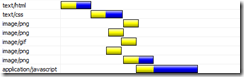 text/html
text/css
image/png
image/png
image/gif
image/png
image/png
application/javascript